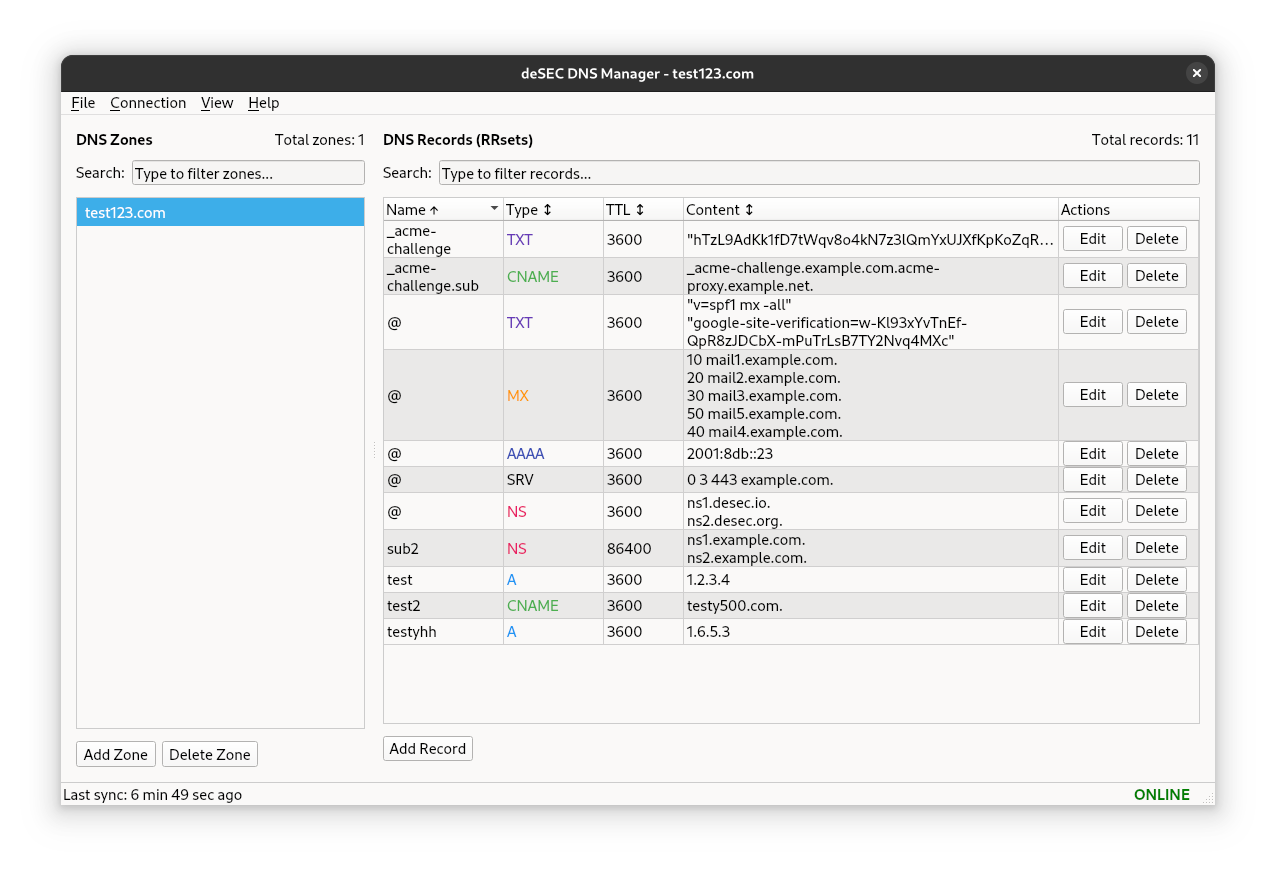 deSEC DNS Manager - test123.com
File Connection View Help
DNS Zones Total zones: 1
Search: Type to filter zones...
test123.com
Add Zone Delete Zone
DNS Records (RRsets) Total records: 11
Search: Type to filter records...
Name ↑ Type ↕ TTL ↕ Content ↕ Actions
_acme-
challenge TXT 3600 "hTzL9AdKk1fD7tWqv8o4kN7z3lQmYxUJXfKpKoZqR... Edit Delete
_acme-
challenge.sub CNAME 3600 _acme-challenge.example.com.acme-
proxy.example.net. Edit Delete
@ TXT 3600 "v=spf1 mx -all"
"google-site-verification=w-Kl93xYvTnEf-
QpR8zJDCbX-mPuTrLsB7TY2Nvq4MXc" Edit Delete
@ MX 3600 10 mail1.example.com.
20 mail2.example.com.
30 mail3.example.com.
50 mail5.example.com.
40 mail4.example.com. Edit Delete
@ AAAA 3600 2001:8db::23 Edit Delete
@ SRV 3600 0 3 443 example.com. Edit Delete
@ NS 3600 ns1.desec.io.
ns2.desec.org. Edit Delete
sub2 NS 86400 ns1.example.com.
ns2.example.com. Edit Delete
test A 3600 1.2.3.4 Edit Delete
test2 CNAME 3600 testy500.com. Edit Delete
testyhh A 3600 1.6.5.3 Edit Delete
Add Record
Last sync: 6 min 49 sec ago ONLINE